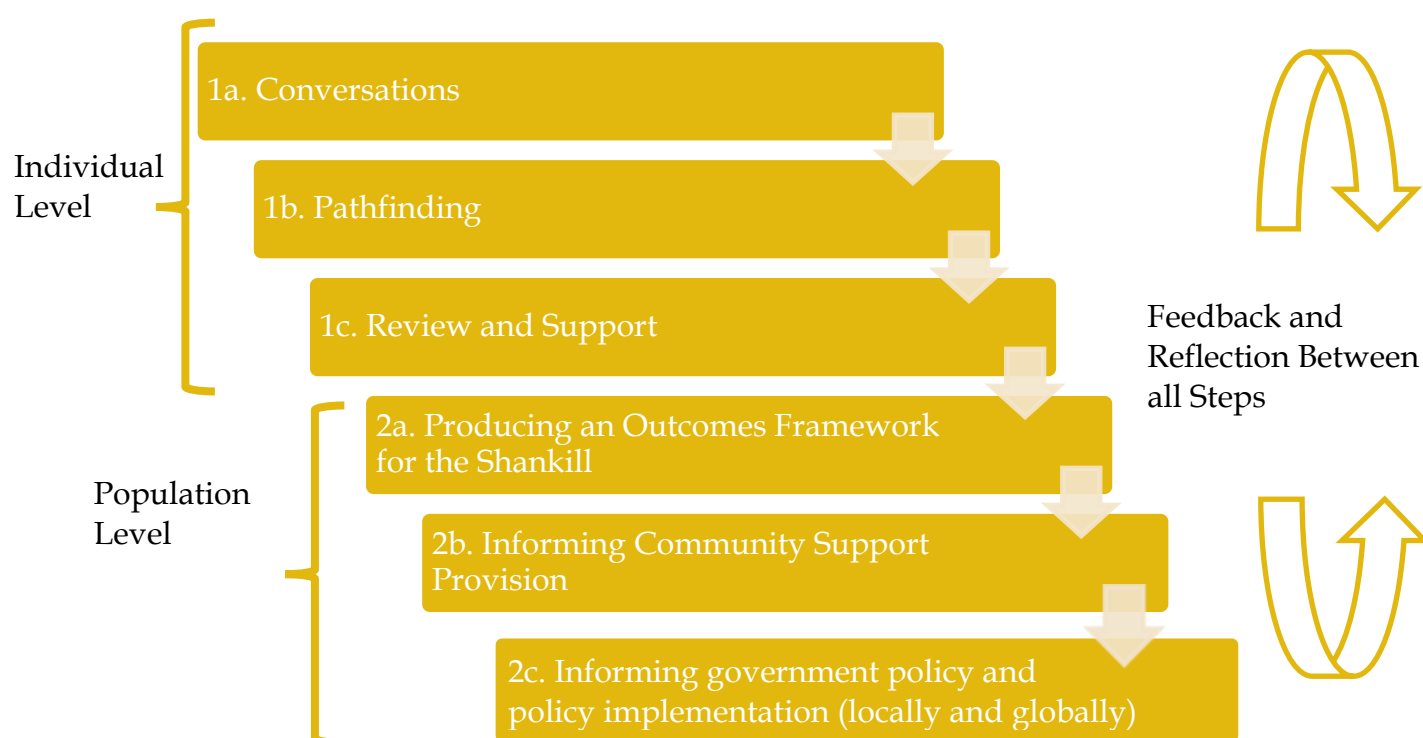 1a. Conversations
Individual
Level
1b. Pathfinding
1c. Review and Support
Feedback and
Reflection Between
all Steps
2a. Producing an Outcomes Framework
for the Shankill
Population
Level
2b. Informing Community Support
Provision
2c. Informing government policy and
policy implementation (locally and globally)